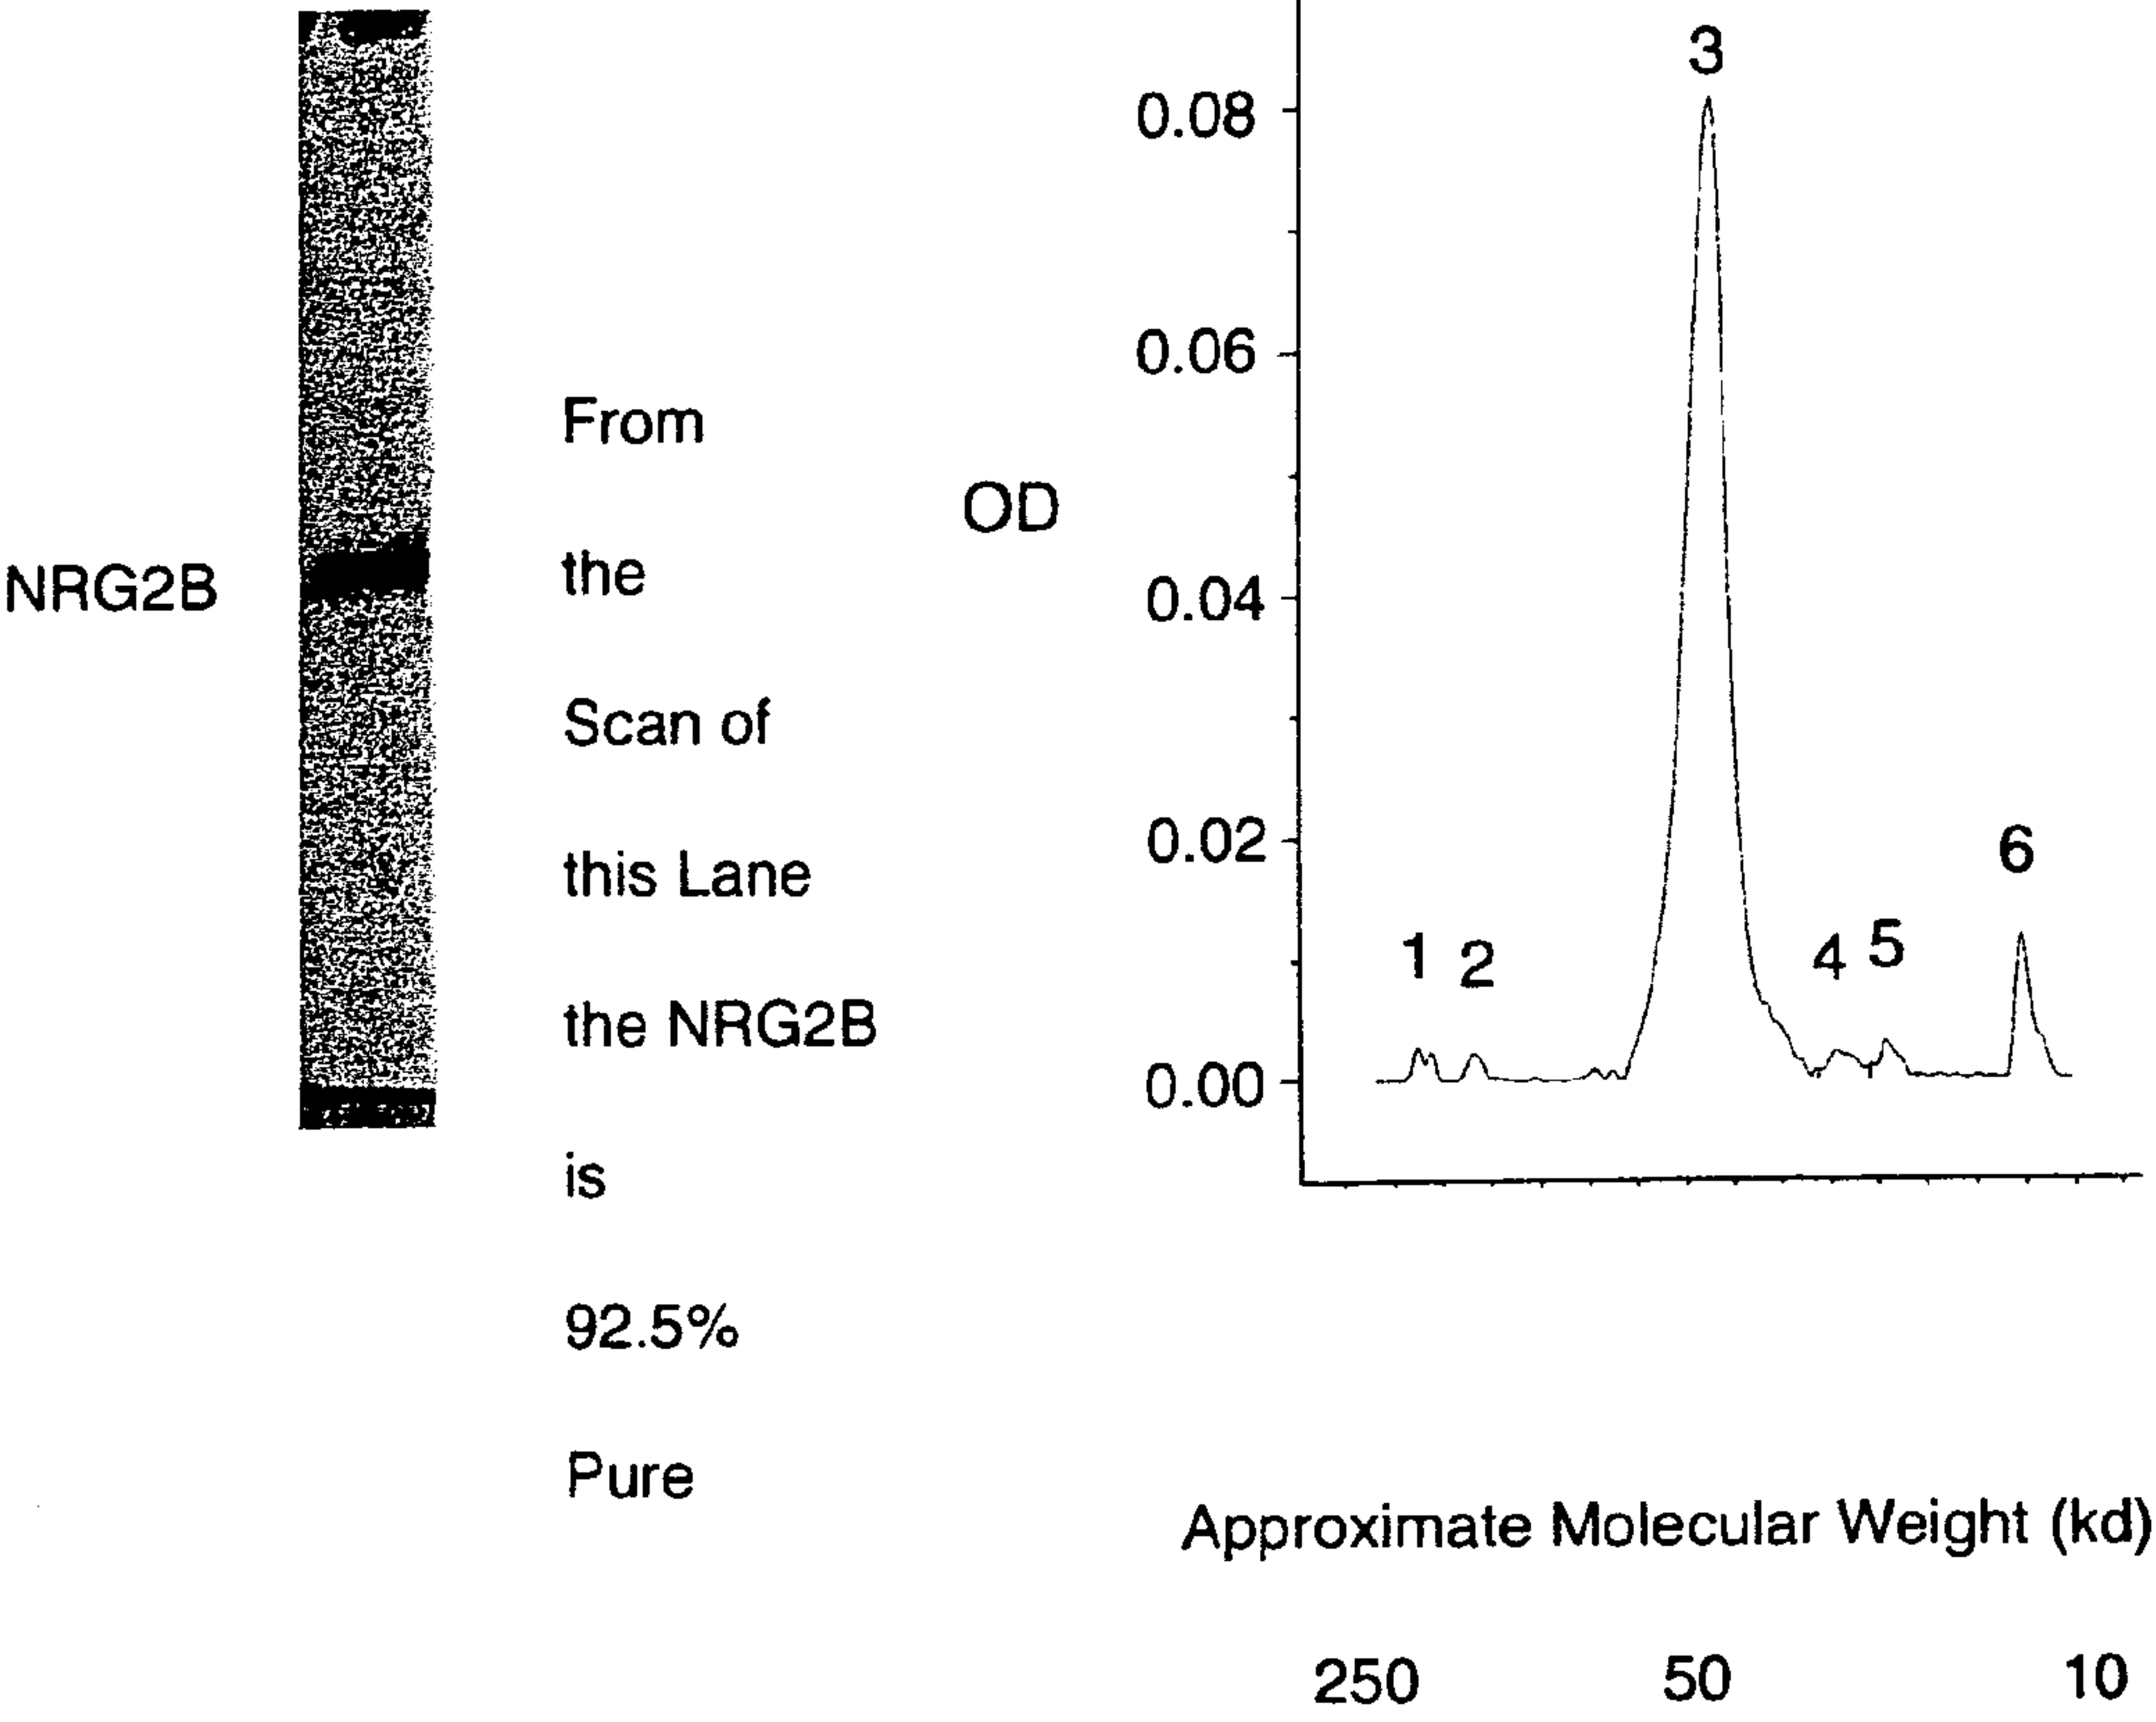 NRG2B
From
the
Scan of
this Lane
the NRG2B
is
92.5%
Pure
OD
0.08
0.06
0.04
0.02
0.00
1
2
3
4
5
6
Approximate Molecular Weight (kd)
250 50 10